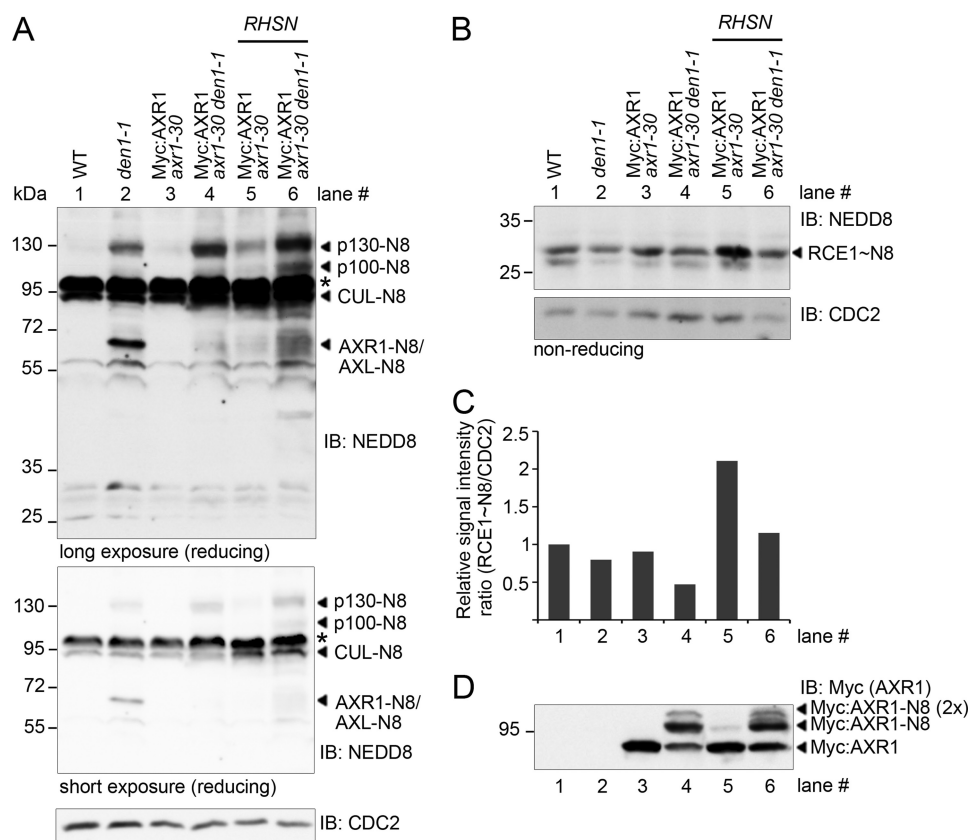 A
RHSN
WT
den1-1
Myc:AXR1
axr1-30
Myc:AXR1
axr1-30 den1-1
Myc:AXR1
axr1-30
Myc:AXR1
axr1-30 den1-1
kDa 1 2 3 4 5 6 lane #
130 p130-N8
p100-N8
*
95 CUL-N8
72
AXR1-N8/
55 AXL-N8
IB: NEDD8
35
25
long exposure (reducing)
130 p130-N8
p100-N8
*
95 CUL-N8
72
AXR1-N8/
55 AXL-N8
IB: NEDD8
short exposure (reducing)
IB: CDC2
B
RHSN
WT
den1-1
Myc:AXR1
axr1-30
Myc:AXR1
axr1-30 den1-1
Myc:AXR1
axr1-30
Myc:AXR1
axr1-30 den1-1
1 2 3 4 5 6 lane #
35 IB: NEDD8
RCE1~N8
25
IB: CDC2
non-reducing
C
Relative signal intensity
ratio (RCE1~N8/CDC2)
2.5
2
1.5
1
0.5
1 2 3 4 5 6 lane #
D
IB: Myc (AXR1)
Myc:AXR1-N8 (2x)
95 Myc:AXR1-N8
Myc:AXR1
1 2 3 4 5 6 lane #